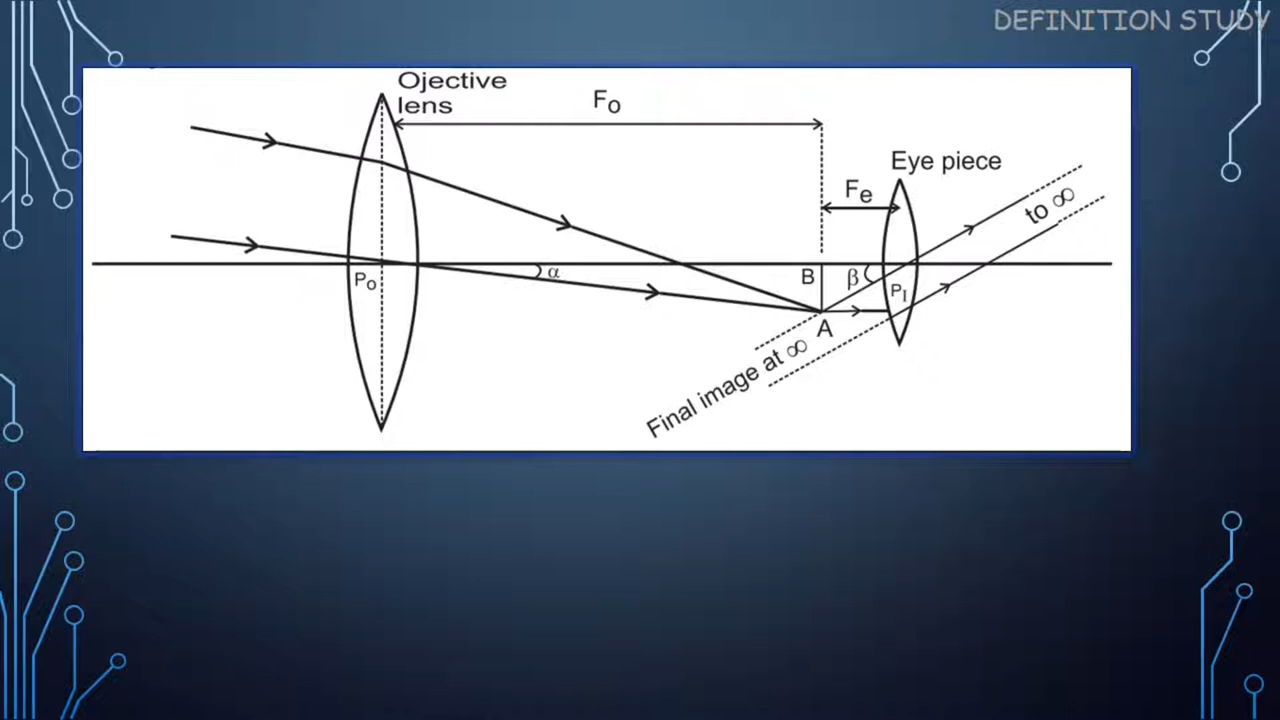 DEFINITION STUDY
Ojective
lens
Fo
Eye piece
Fe
to ∞
Po
α
B
β
PI
A
Final image at ∞